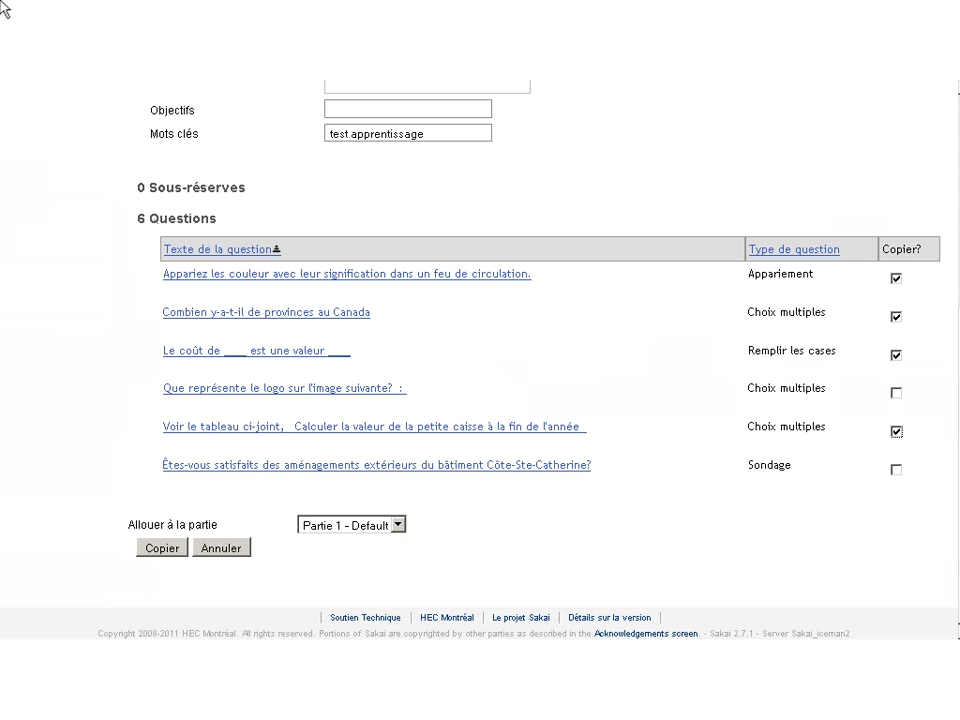 Objectifs
Mots clés test apprentissage
0 Sous-réserves
6 Questions
Texte de la question Type de question Copier?
Appariez les couleur avec leur signification dans un feu de circulation. Appariement
Combien y-a-t-il de provinces au Canada Choix multiples
Le coût de ____ est une valeur ____ Remplir les cases
Que représente le logo sur l'image suivante? : Choix multiples
Voir le tableau ci-joint, Calculer la valeur de la petite caisse à la fin de l'année Choix multiples
Êtes-vous satisfaits des aménagements extérieurs du bâtiment Côte-Ste-Catherine? Sondage
Allouer à la partie Partie 1 - Default
Copier Annuler
| Soutien Technique | HEC Montréal | Le projet Sakai | Détails sur la version |
Copyright 2008-2011 HEC Montréal. All rights reserved. Portions of Sakai are copyrighted by other parties as described in the Acknowledgements screen. - Sakai 2.7.1 - Server Sakai_iceman2